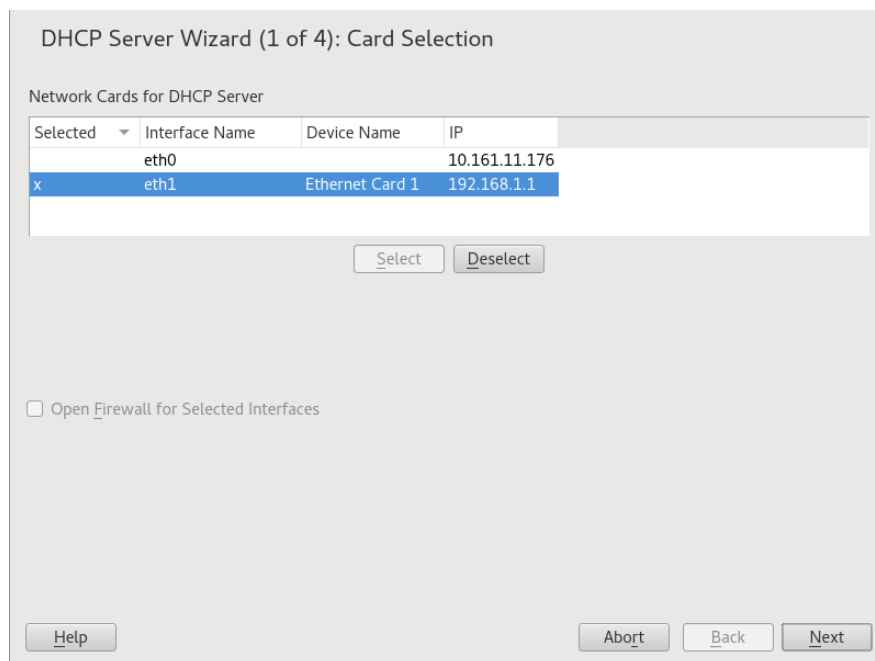 DHCP Server Wizard (1 of 4): Card Selection
Network Cards for DHCP Server
Selected Interface Name Device Name IP
eth0 10.161.11.176
x eth1 Ethernet Card 1 192.168.1.1
Select Deselect
Open Firewall for Selected Interfaces
Help Abort Back Next